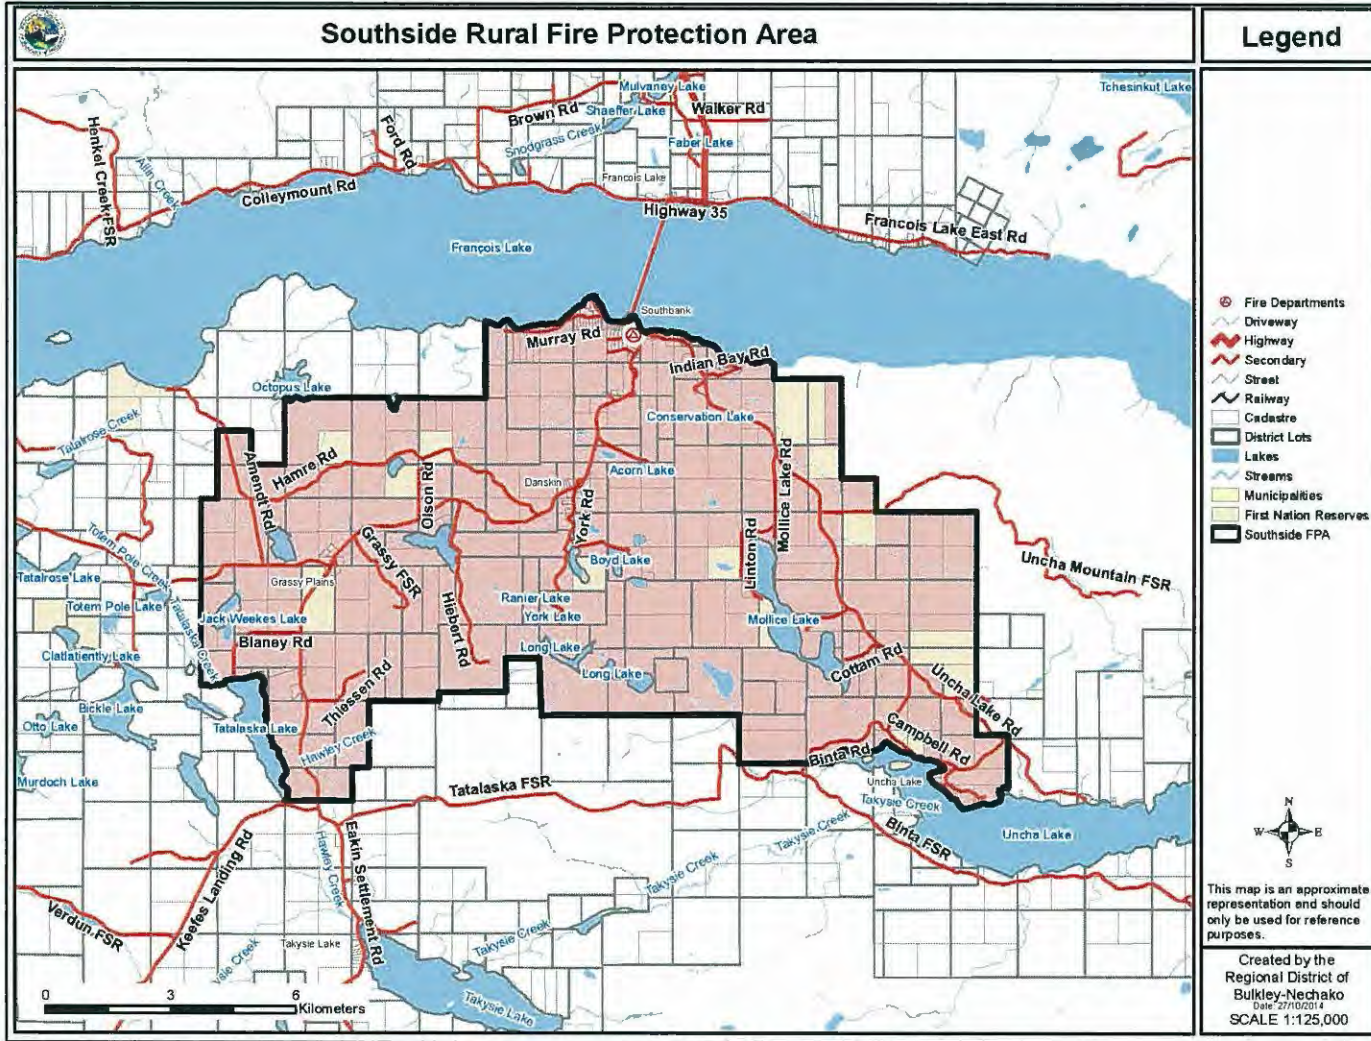 Southside Rural Fire Protection Area
Legend
Mulvaney Lake
Tchesinkut Lake
Brown Rd
Shaeffer Lake
Walker Rd
Henkel Creek FSR
Ford Rd
Snodgrass Creek
Faber Lake
Allin Creek
Francois Lake
Colleymount Rd
Highway 35
Francois Lake East Rd
François Lake
Southbank
Murray Rd
Indian Bay Rd
Octopus Lake
Conservation Lake
Tatalrose Creek
Amendt Rd
Hamre Rd
Olson Rd
Danskin
Acorn Lake
York Rd
Mollice Lake Rd
Totem Pole Creek
Grassy FSR
Linton Rd
Boyd Lake
Uncha Mountain FSR
Tatalrose Lake
Grassy Plains
Totem Pole Lake
Tatalaska Creek
Jack Weekes Lake
Hiebert Rd
Ranier Lake
York Lake
Mollice Lake
Blaney Rd
Clatlatiently Lake
Long Lake
Long Lake
Cottam Rd
Uncha Lake Rd
Thiessen Rd
Bickle Lake
Otto Lake
Tatalaska Lake
Hawley Creek
Campbell Rd
Binta Rd
Murdoch Lake
Tatalaska FSR
Uncha Lake
Takysie Creek
Uncha Lake
Takysie Creek
Binta FSR
Keefes Landing Rd
Hawley Creek
Eakin Settlement Rd
Takysie Creek
Verdun FSR
Takysie Lake
Takysie Creek
Takysie Lake
0 3 6
Kilometers
Fire Departments
Driveway
Highway
Secondary
Street
Railway
Cadastre
District Lots
Lakes
Streams
Municipalities
First Nation Reserves
Southside FPA
N
W E
S
This map is an approximate
representation and should
only be used for reference
purposes.
Created by the
Regional District of
Bulkley-Nechako
Date: 27/10/2014
SCALE 1:125,000